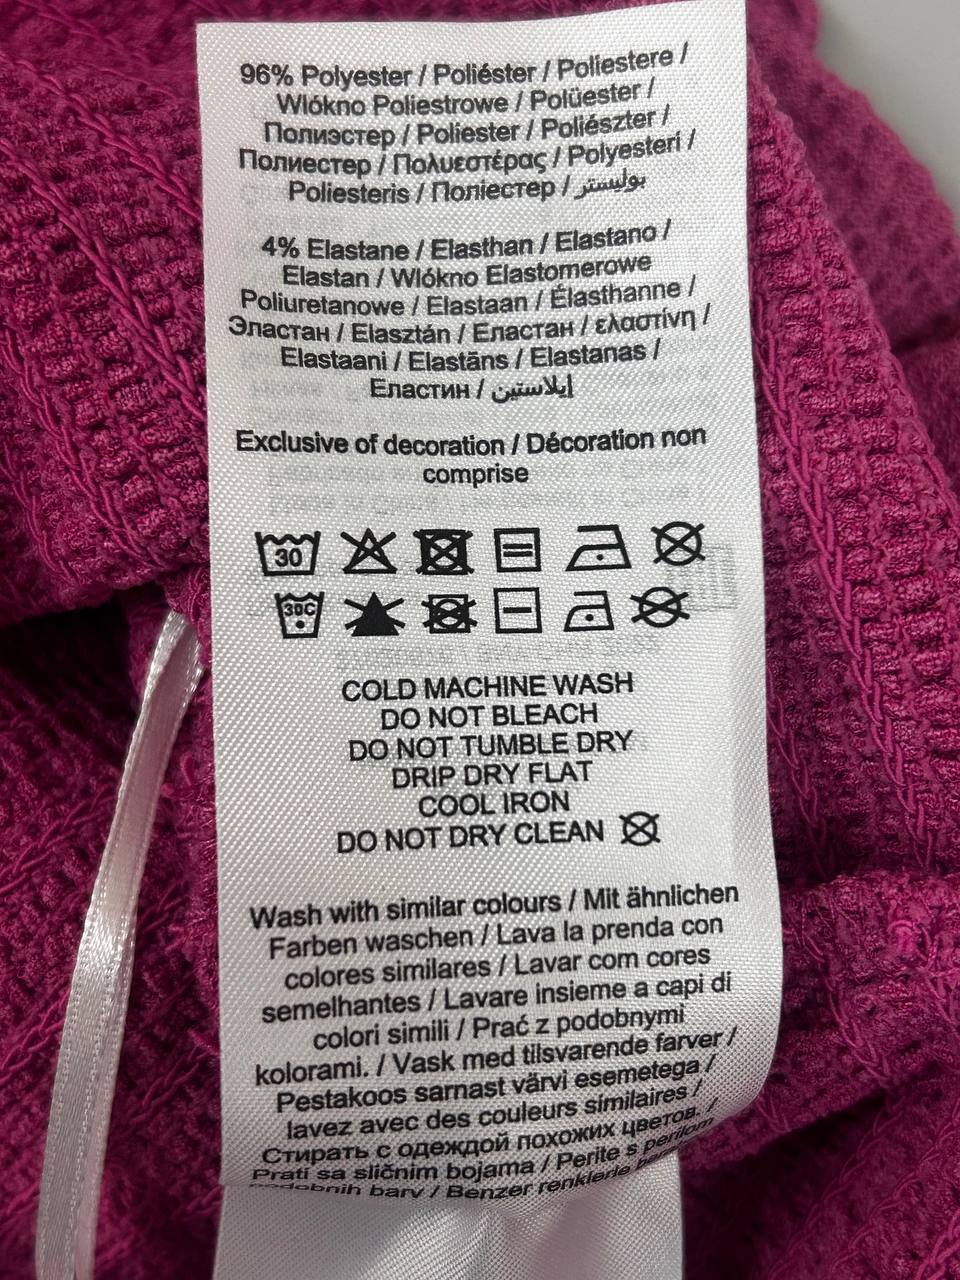 96% Polyester / Poliéster / Poliestere /
Wlókno Poliestrowe / Polüester /
Полиэстер / Poliester / Poliészter /
Полиестер / Πολυεστέρας / Polyesteri /
Poliesteris / Поліестер / بوليستر
4% Elastane / Elasthan / Elastano /
Elastan / Wlókno Elastomerowe
Poliuretanowe / Elastaan / Élasthanne /
Эластан / Elasztán / Еластан / ελαστίνη /
Elastaani / Elastāns / Elastanas /
Еластин / إيلاستين
Exclusive of decoration / Décoration non
comprise
30
30C
COLD MACHINE WASH
DO NOT BLEACH
DO NOT TUMBLE DRY
DRIP DRY FLAT
COOL IRON
DO NOT DRY CLEAN
Wash with similar colours / Mit ähnlichen
Farben waschen / Lava la prenda con
colores similares / Lavar com cores
semelhantes / Lavare insieme a capi di
colori simili / Prać z podobnymi
kolorami. / Vask med tilsvarende farver /
Pestakoos sarnast värvi esemetega /
lavez avec des couleurs similaires /
Стирать с одеждой похожих цветов. /
Prati sa sličnim bojama / Perite s perilom
podobnih barv / Benzer renklerle